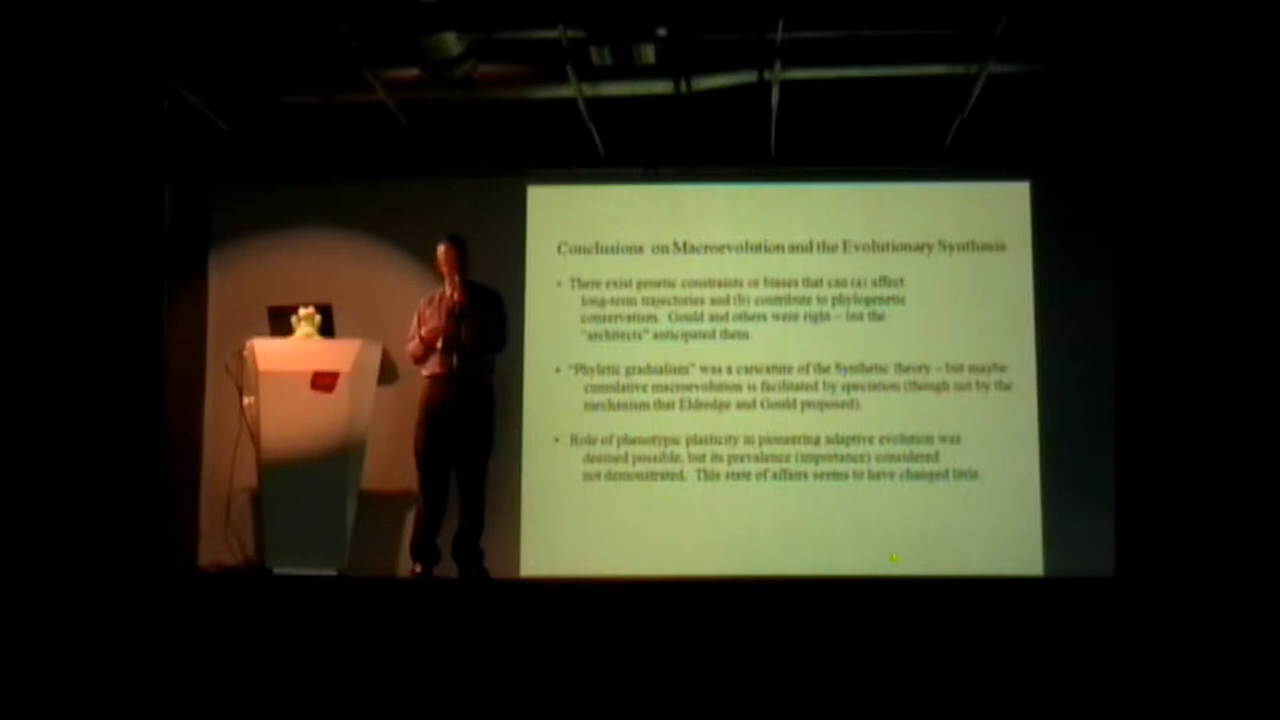 Conclusions on Macroevolution and the Evolutionary Synthesis
• There exist genetic constraints or biases that can (a) affect
long-term trajectories and (b) contribute to phylogenetic
conservatism. Gould and others were right – but the
"architects" anticipated them.
• "Phyletic gradualism" was a caricature of the Synthetic theory – but maybe
cumulative macroevolution is facilitated by speciation (though not by the
mechanism that Eldredge and Gould proposed).
• Role of phenotypic plasticity in pioneering adaptive evolution was
deemed possible, but its prevalence (importance) considered
not demonstrated. This state of affairs seems to have changed little.